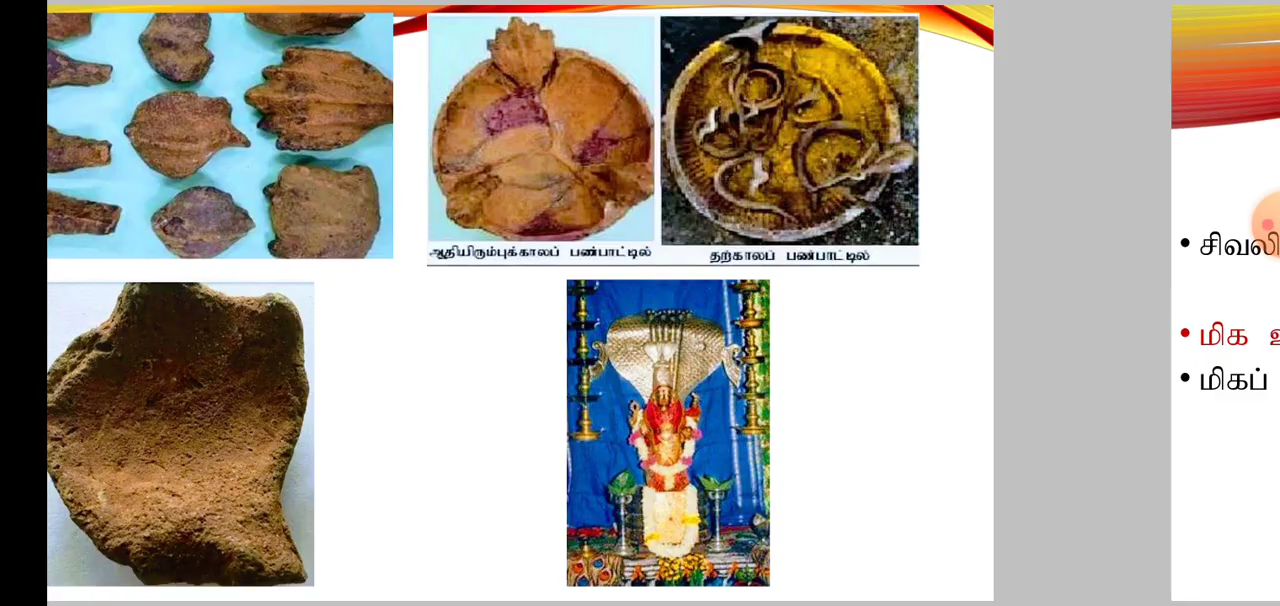 ஆதியிரும்புக்காலப் பண்பாட்டில்
தற்காலப் பண்பாட்டில்
• சிவலி
• மிக
• மிகப்